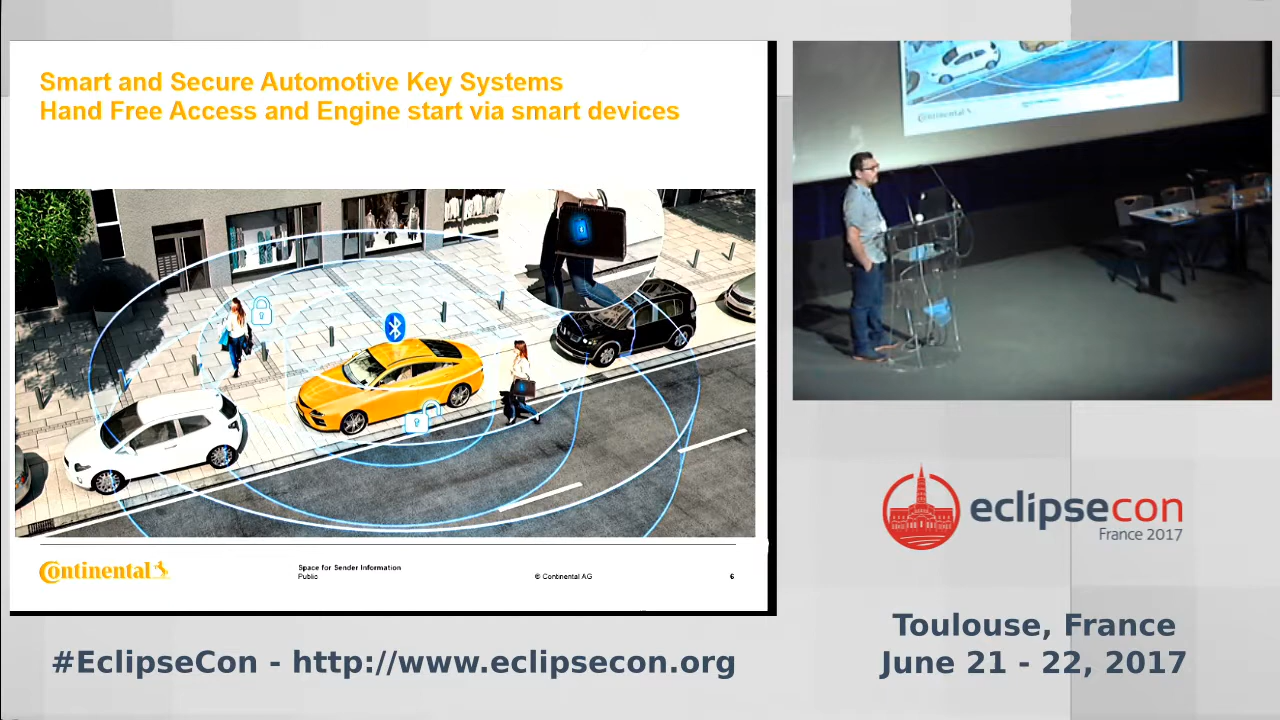 Smart and Secure Automotive Key Systems
Hand Free Access and Engine start via smart devices
Continental
Space for Sender Information
Public
© Continental AG
6
Continental
eclipsecon
France 2017
Toulouse, France
June 21 - 22, 2017
#EclipseCon - http://www.eclipsecon.org